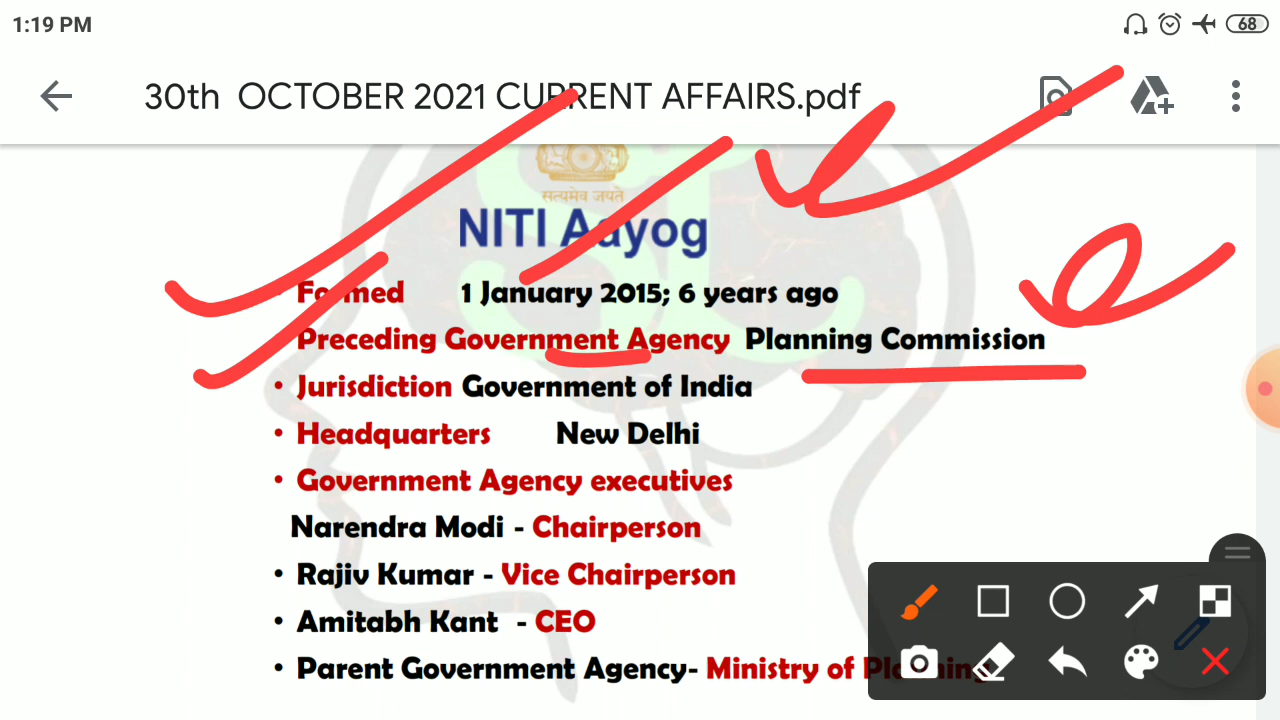 1:19 PM
68
30th OCTOBER 2021 CURRENT AFFAIRS.pdf
सत्यमेव जयते
NITI Aayog
• Formed 1 January 2015; 6 years ago
Preceding Government Agency Planning Commission
• Jurisdiction Government of India
• Headquarters New Delhi
• Government Agency executives
Narendra Modi - Chairperson
• Rajiv Kumar - Vice Chairperson
• Amitabh Kant - CEO
• Parent Government Agency- Ministry of Planning